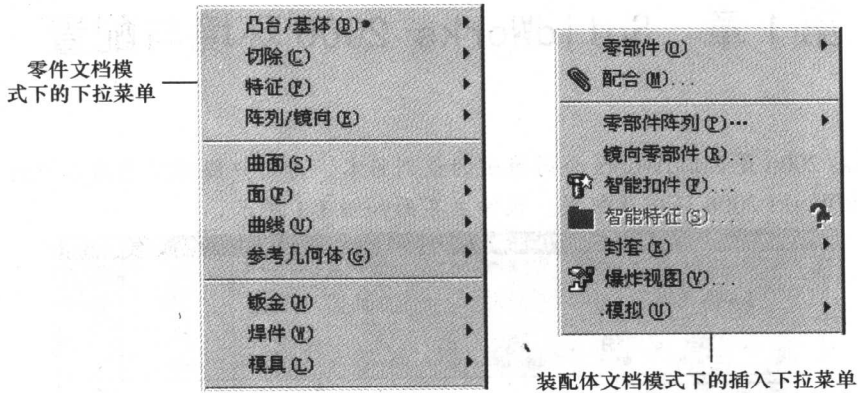 零件文档模
式下的下拉菜单
凸台/基体(B)
切除(C)
特征(F)
阵列/镜向(E)
曲面(S)
面(F)
曲线(U)
参考几何体(G)
钣金(H)
焊件(W)
模具(L)
零部件(O)
配合(M)...
零部件阵列(P)...
镜向零部件(R)...
智能扣件(F)...
智能特征(S)...
封套(E)
爆炸视图(V)...
模拟(U)
装配体文档模式下的插入下拉菜单